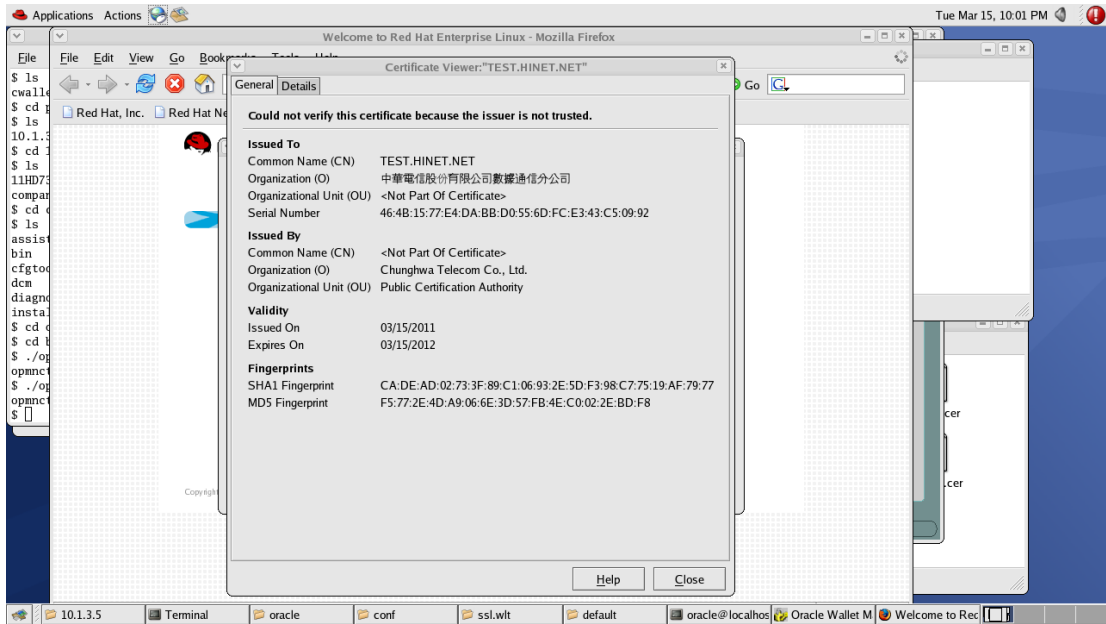 Applications Actions
Tue Mar 15, 10:01 PM
Welcome to Red Hat Enterprise Linux - Mozilla Firefox
File
File Edit View Go
Go G
Red Hat, Inc. Red Hat
$ ls
$ cd
$ ls
$ cd
$ ls
$ cd
$ ls
bin
dcm
$ cd
$ cd
$
Certificate Viewer:"TEST.HINET.NET"
General Details
Could not verify this certificate because the issuer is not trusted.
Issued To
Common Name (CN) TEST.HINET.NET
Organization (O) 中華電信股份有限公司數據通信分公司
Organizational Unit (OU) <Not Part Of Certificate>
Serial Number 46:4B:15:77:E4:DA:BB:D0:55:6D:FC:E3:43:C5:09:92
Issued By
Common Name (CN) <Not Part Of Certificate>
Organization (O) Chunghwa Telecom Co., Ltd.
Organizational Unit (OU) Public Certification Authority
Validity
Issued On 03/15/2011
Expires On 03/15/2012
Fingerprints
SHA1 Fingerprint CA:DE:AD:02:73:3F:89:C1:06:93:2E:5D:F3:98:C7:75:19:AF:79:77
MD5 Fingerprint F5:77:2E:4D:A9:06:6E:3D:57:FB:4E:C0:02:2E:BD:F8
Help Close
Copyright
cer
.cer
10.1.3.5 Terminal oracle conf ssl.wlt default oracle@localhos Oracle Wallet M Welcome to Rec